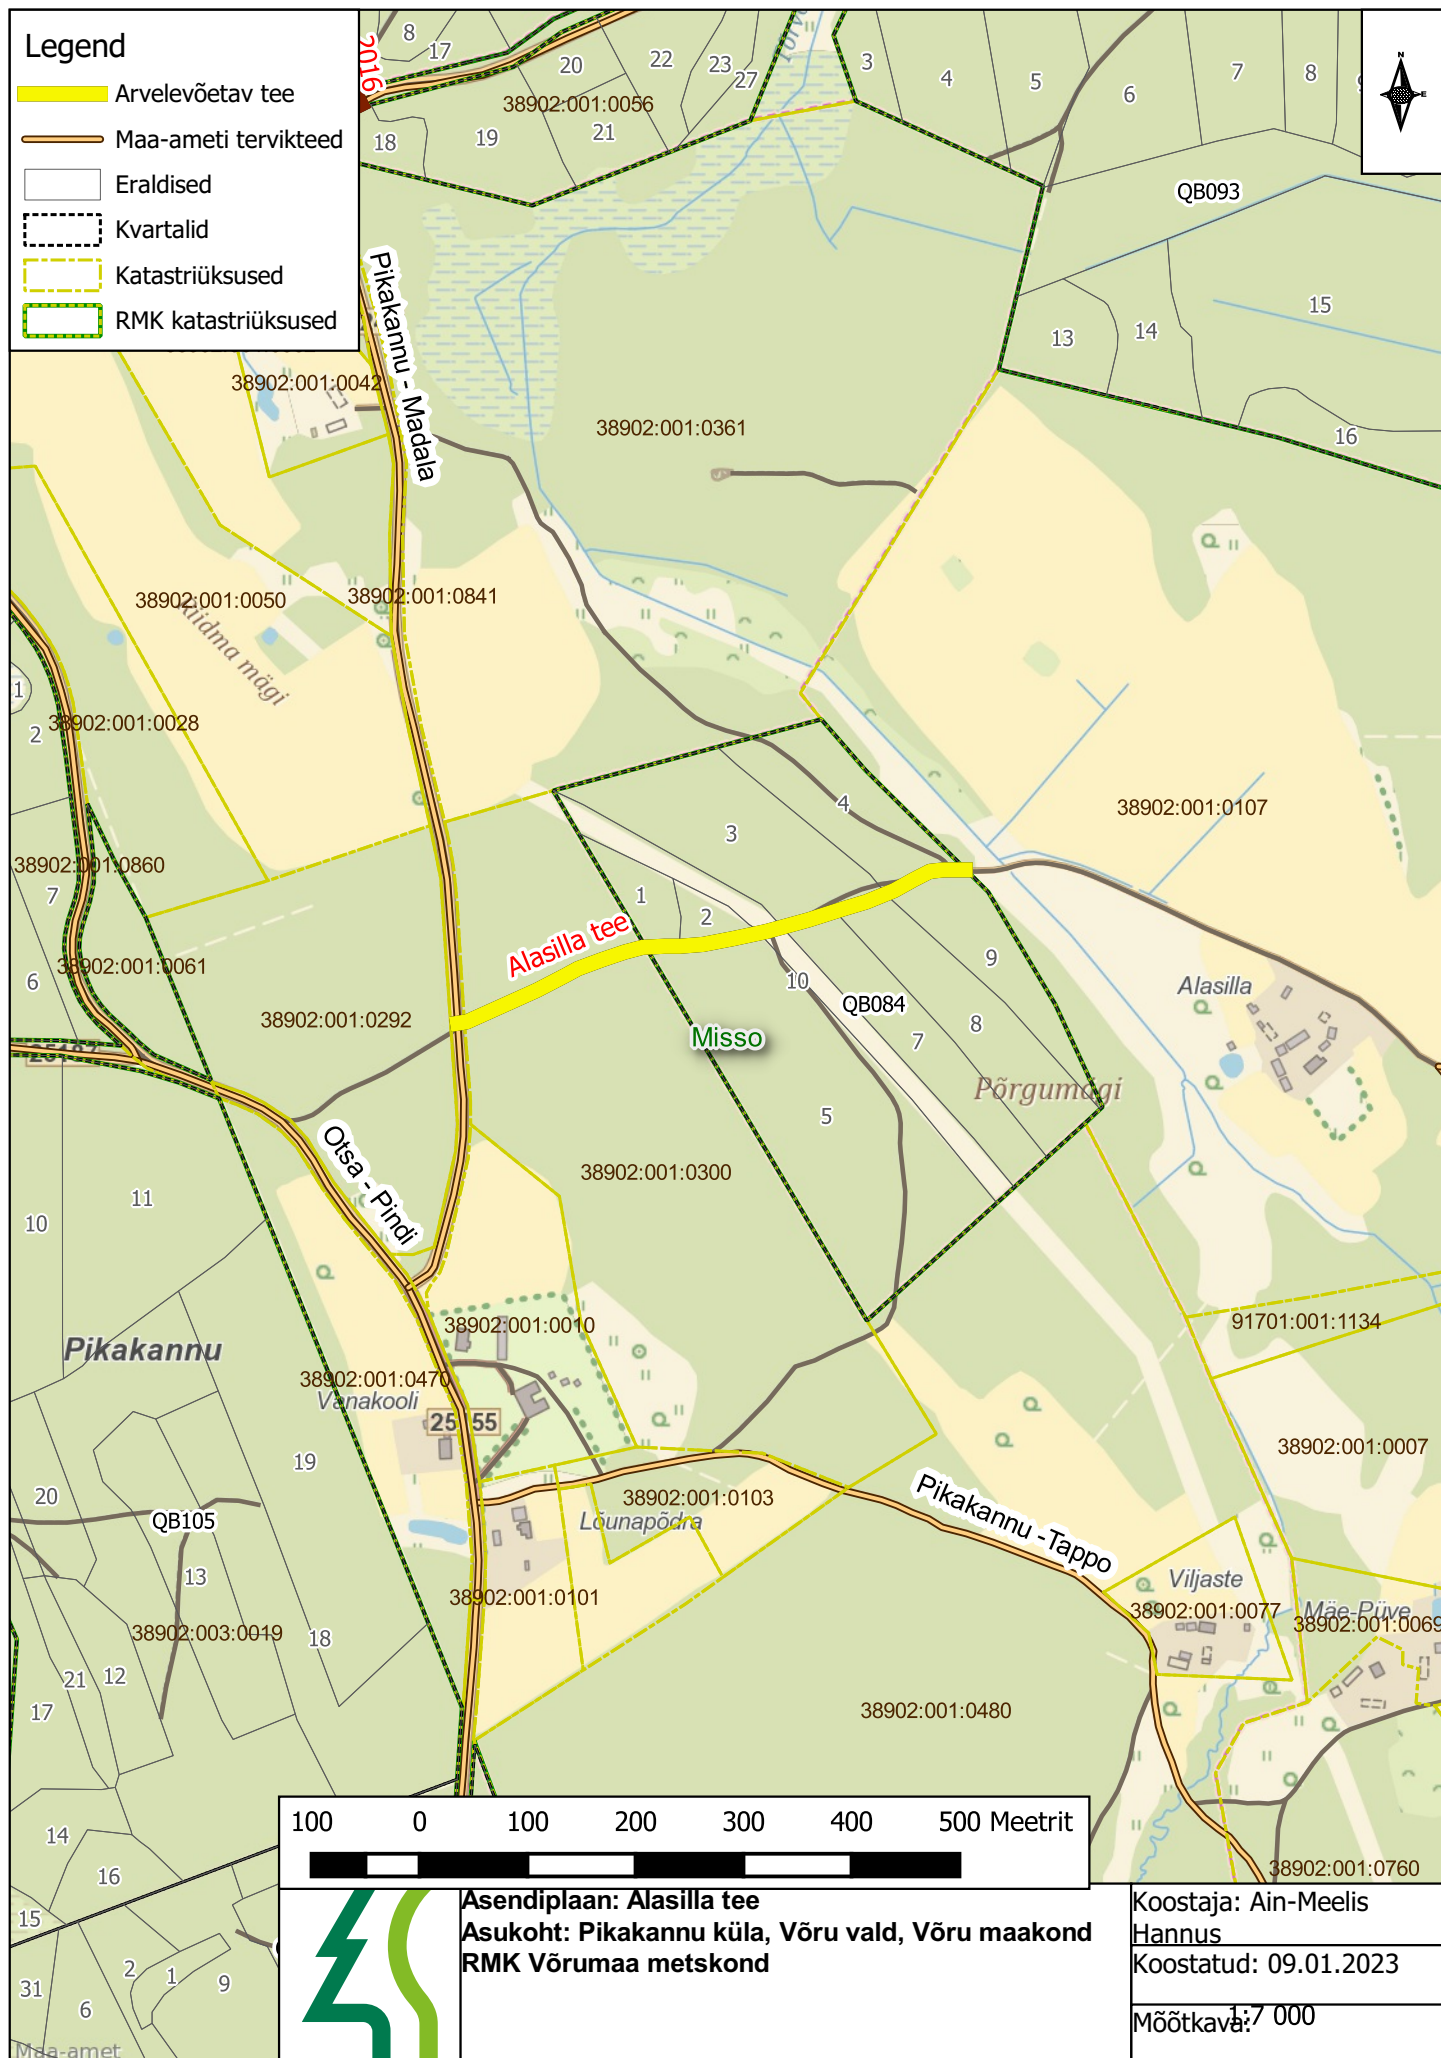 Legend
Arvelevõetav tee
Maa-ameti tervikteed
Eraldised
Kvartalid
Katastriüksused
RMK katastriüksused
2016
8
17
20
22
23
27
38902:001:0056
18
19
21
3
4
5
6
7
8
QB093
13
14
15
16
Pikakannu - Madala
38902:001:0042
38902:001:0361
38902:001:0050
38902:001:0841
Kiidma mägi
1
2
38902:001:0028
38902:001:0107
38902:001:0860
7
38902:001:0061
6
38902:001:0292
3
4
1
2
Alasilla tee
9
10
QB084
7
8
Misso
Alasilla
Põrgumägi
5
38902:001:0300
Otsa - Pindi
11
10
Pikakannu
38902:001:0010
38902:001:0470
Vanakooli
91701:001:1134
38902:001:0007
19
20
QB105
13
38902:001:0103
Lõunapõdra
Pikakannu -Tappo
38902:001:0101
Viljaste
38902:001:0077
Mäe-Püve
38902:001:0069
38902:003:0019
18
21
12
17
38902:001:0480
14
16
15
31
2
1
9
6
38902:001:0760
100 0 100 200 300 400 500 Meetrit
Asendiplaan: Alasilla tee
Asukoht: Pikakannu küla, Võru vald, Võru maakond
RMK Võrumaa metskond
Koostaja: Ain-Meelis
Hannus
Koostatud: 09.01.2023
Mõõtkava: 1:7 000
Maa-amet
N
E